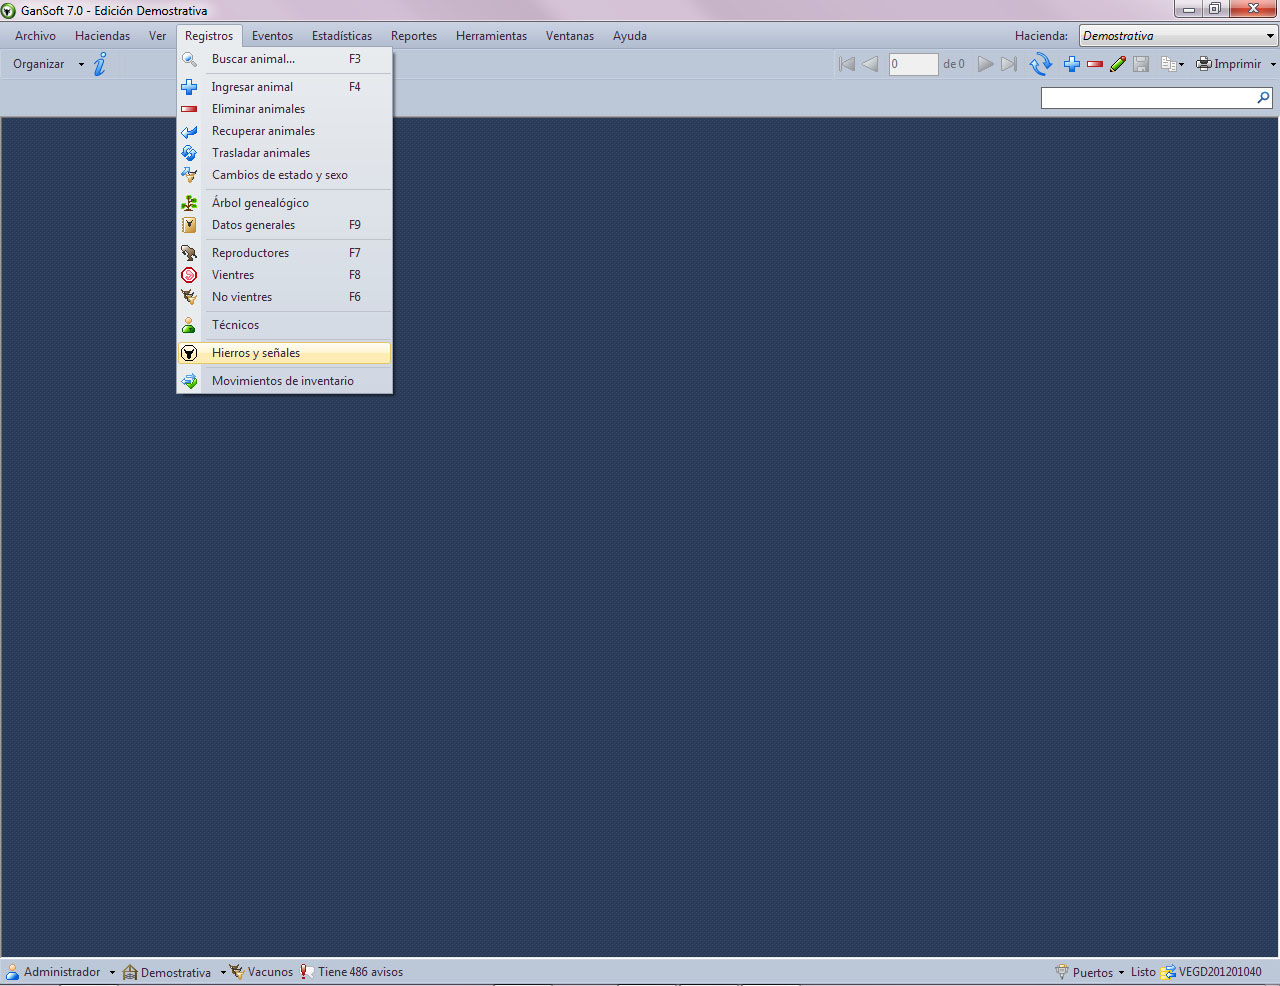 GanSoft 7.0 - Edición Demostrativa
Archivo Haciendas Ver Registros Eventos Estadísticas Reportes Herramientas Ventanas Ayuda Hacienda: Demostrativa
Organizar 0 de 0 Imprimir
Buscar animal... F3
Ingresar animal F4
Eliminar animales
Recuperar animales
Trasladar animales
Cambios de estado y sexo
Árbol genealógico
Datos generales F9
Reproductores F7
Vientres F8
No vientres F6
Técnicos
Hierros y señales
Movimientos de inventario
Administrador Demostrativa Vacunos Tiene 486 avisos Puertos Listo VEGD201201040